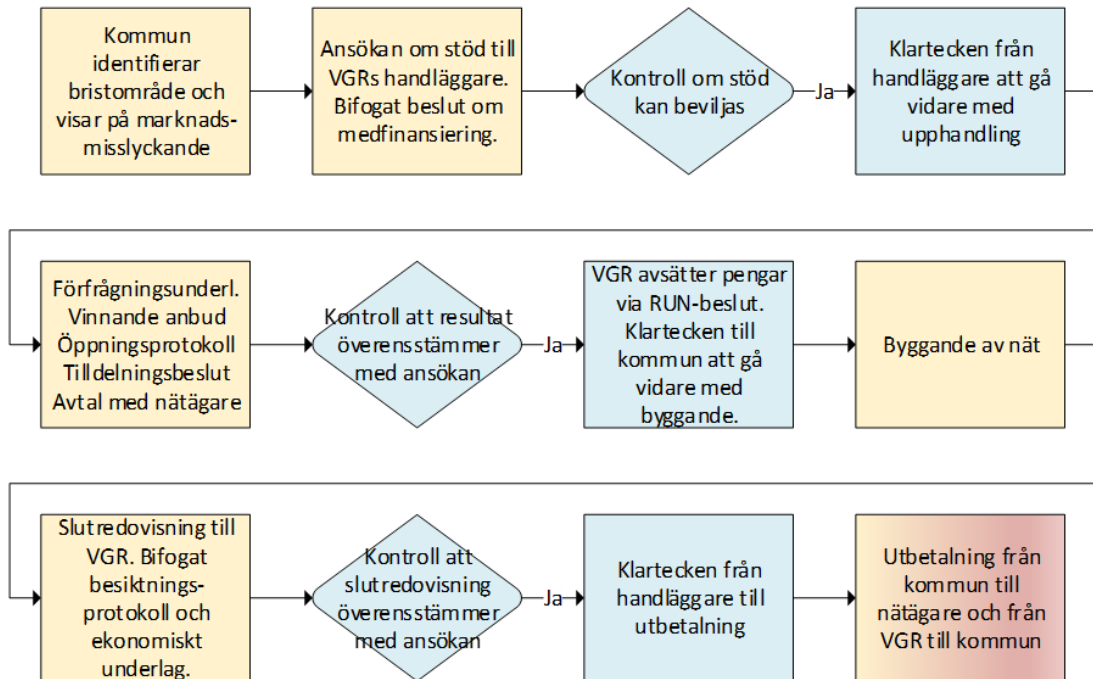 Kommun
identifierar
bristområde och
visar på marknads-
misslyckande
Ansökan om stöd till
VGRs handläggare.
Bifogat beslut om
medfinansiering.
Kontroll om stöd
kan beviljas
Ja
Klartecken från
handläggare att gå
vidare med
upphandling
Förfrågningsunderl.
Vinnande anbud
Öppningsprotokoll
Tilldelningsbeslut
Avtal med nätägare
Kontroll att resultat
överensstämmer
med ansökan
Ja
VGR avsätter pengar
via RUN-beslut.
Klartecken till
kommun att gå
vidare med
byggande.
Byggande av nät
Slutredovisning till
VGR. Bifogat
besiktnings-
protokoll och
ekonomiskt
underlag.
Kontroll att
slutredovisning
överensstämmer
med ansökan
Ja
Klartecken från
handläggare till
utbetalning
Utbetalning från
kommun till
nätägare och från
VGR till kommun